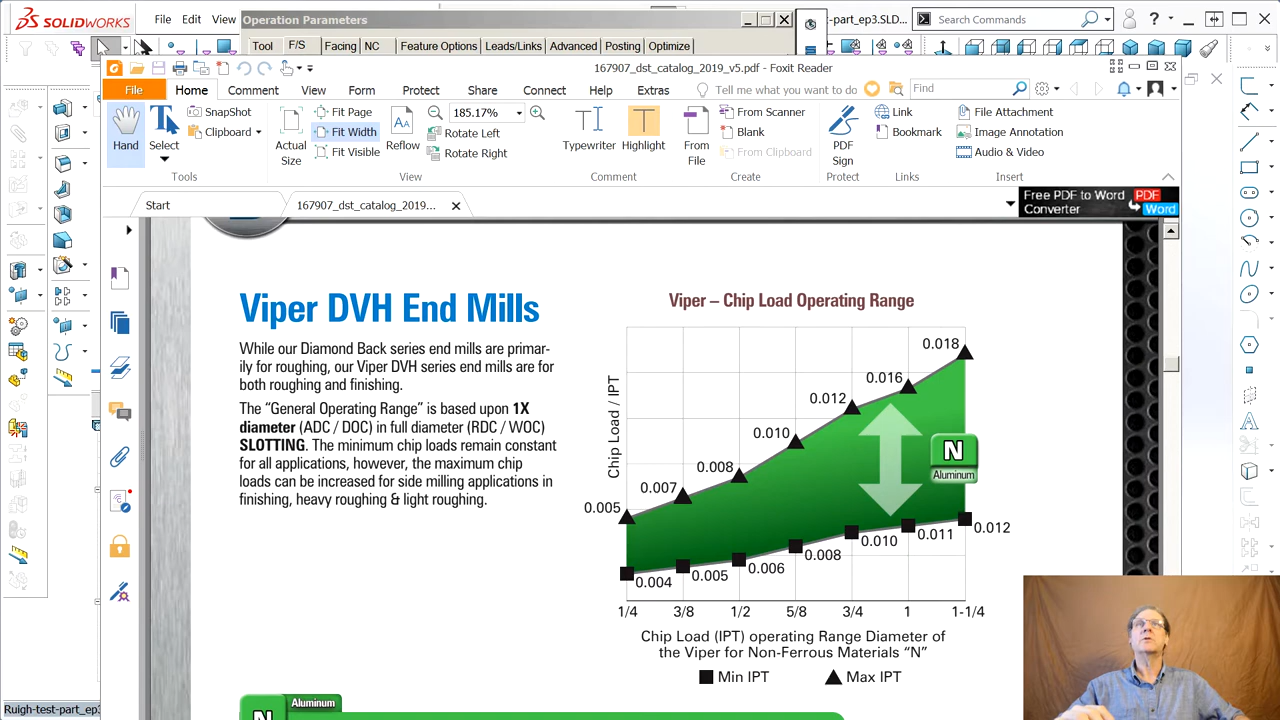 SOLIDWORKS
File Edit View
Operation Parameters
-part_ep3.SLD...
Search Commands
Tool F/S Facing NC Feature Options Leads/Links Advanced Posting Optimize
167907_dst_catalog_2019_v5.pdf - Foxit Reader
File Home Comment View Form Protect Share Connect Help Extras Tell me what you want to do Find
Hand
Select
SnapShot
Clipboard
Tools
Actual Size
Fit Page
Fit Width
Fit Visible
Reflow
185.17%
Rotate Left
Rotate Right
View
Typewriter
Highlight
Comment
From File
From Scanner
Blank
From Clipboard
Create
PDF Sign
Protect
Link
Bookmark
Links
File Attachment
Image Annotation
Audio & Video
Insert
Start
167907_dst_catalog_2019...
Free PDF to Word
Converter
PDF
Word
Viper DVH End Mills
While our Diamond Back series end mills are primar-
ily for roughing, our Viper DVH series end mills are for
both roughing and finishing.
The “General Operating Range” is based upon 1X
diameter (ADC / DOC) in full diameter (RDC / WOC)
SLOTTING. The minimum chip loads remain constant
for all applications, however, the maximum chip
loads can be increased for side milling applications in
finishing, heavy roughing & light roughing.
Viper – Chip Load Operating Range
Chip Load / IPT
0.005
0.007
0.008
0.010
0.012
0.016
0.018
N
Aluminum
0.004
0.005
0.006
0.008
0.010
0.011
0.012
1/4 3/8 1/2 5/8 3/4 1 1-1/4
Chip Load (IPT) operating Range Diameter of
the Viper for Non-Ferrous Materials “N”
Min IPT Max IPT
Aluminum
N
Ruigh-test-part_ep3